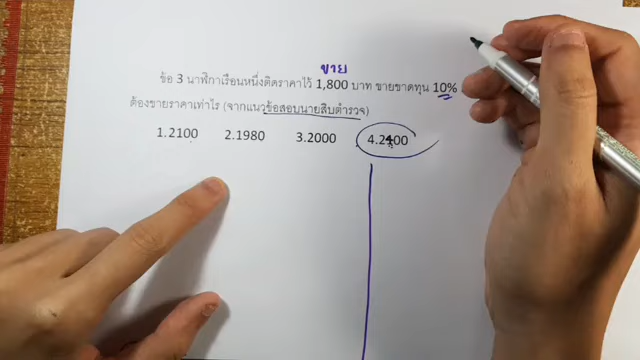 ขาย
ข้อ 3 นาฬิกาเรือนหนึ่งติดราคาไว้ 1,800 บาท ขายขาดทุน 10%
ต้องขายราคาเท่าไร (จากแนวข้อสอบนายสิบตำรวจ)
1.2100 2.1980 3.2000 4.2400